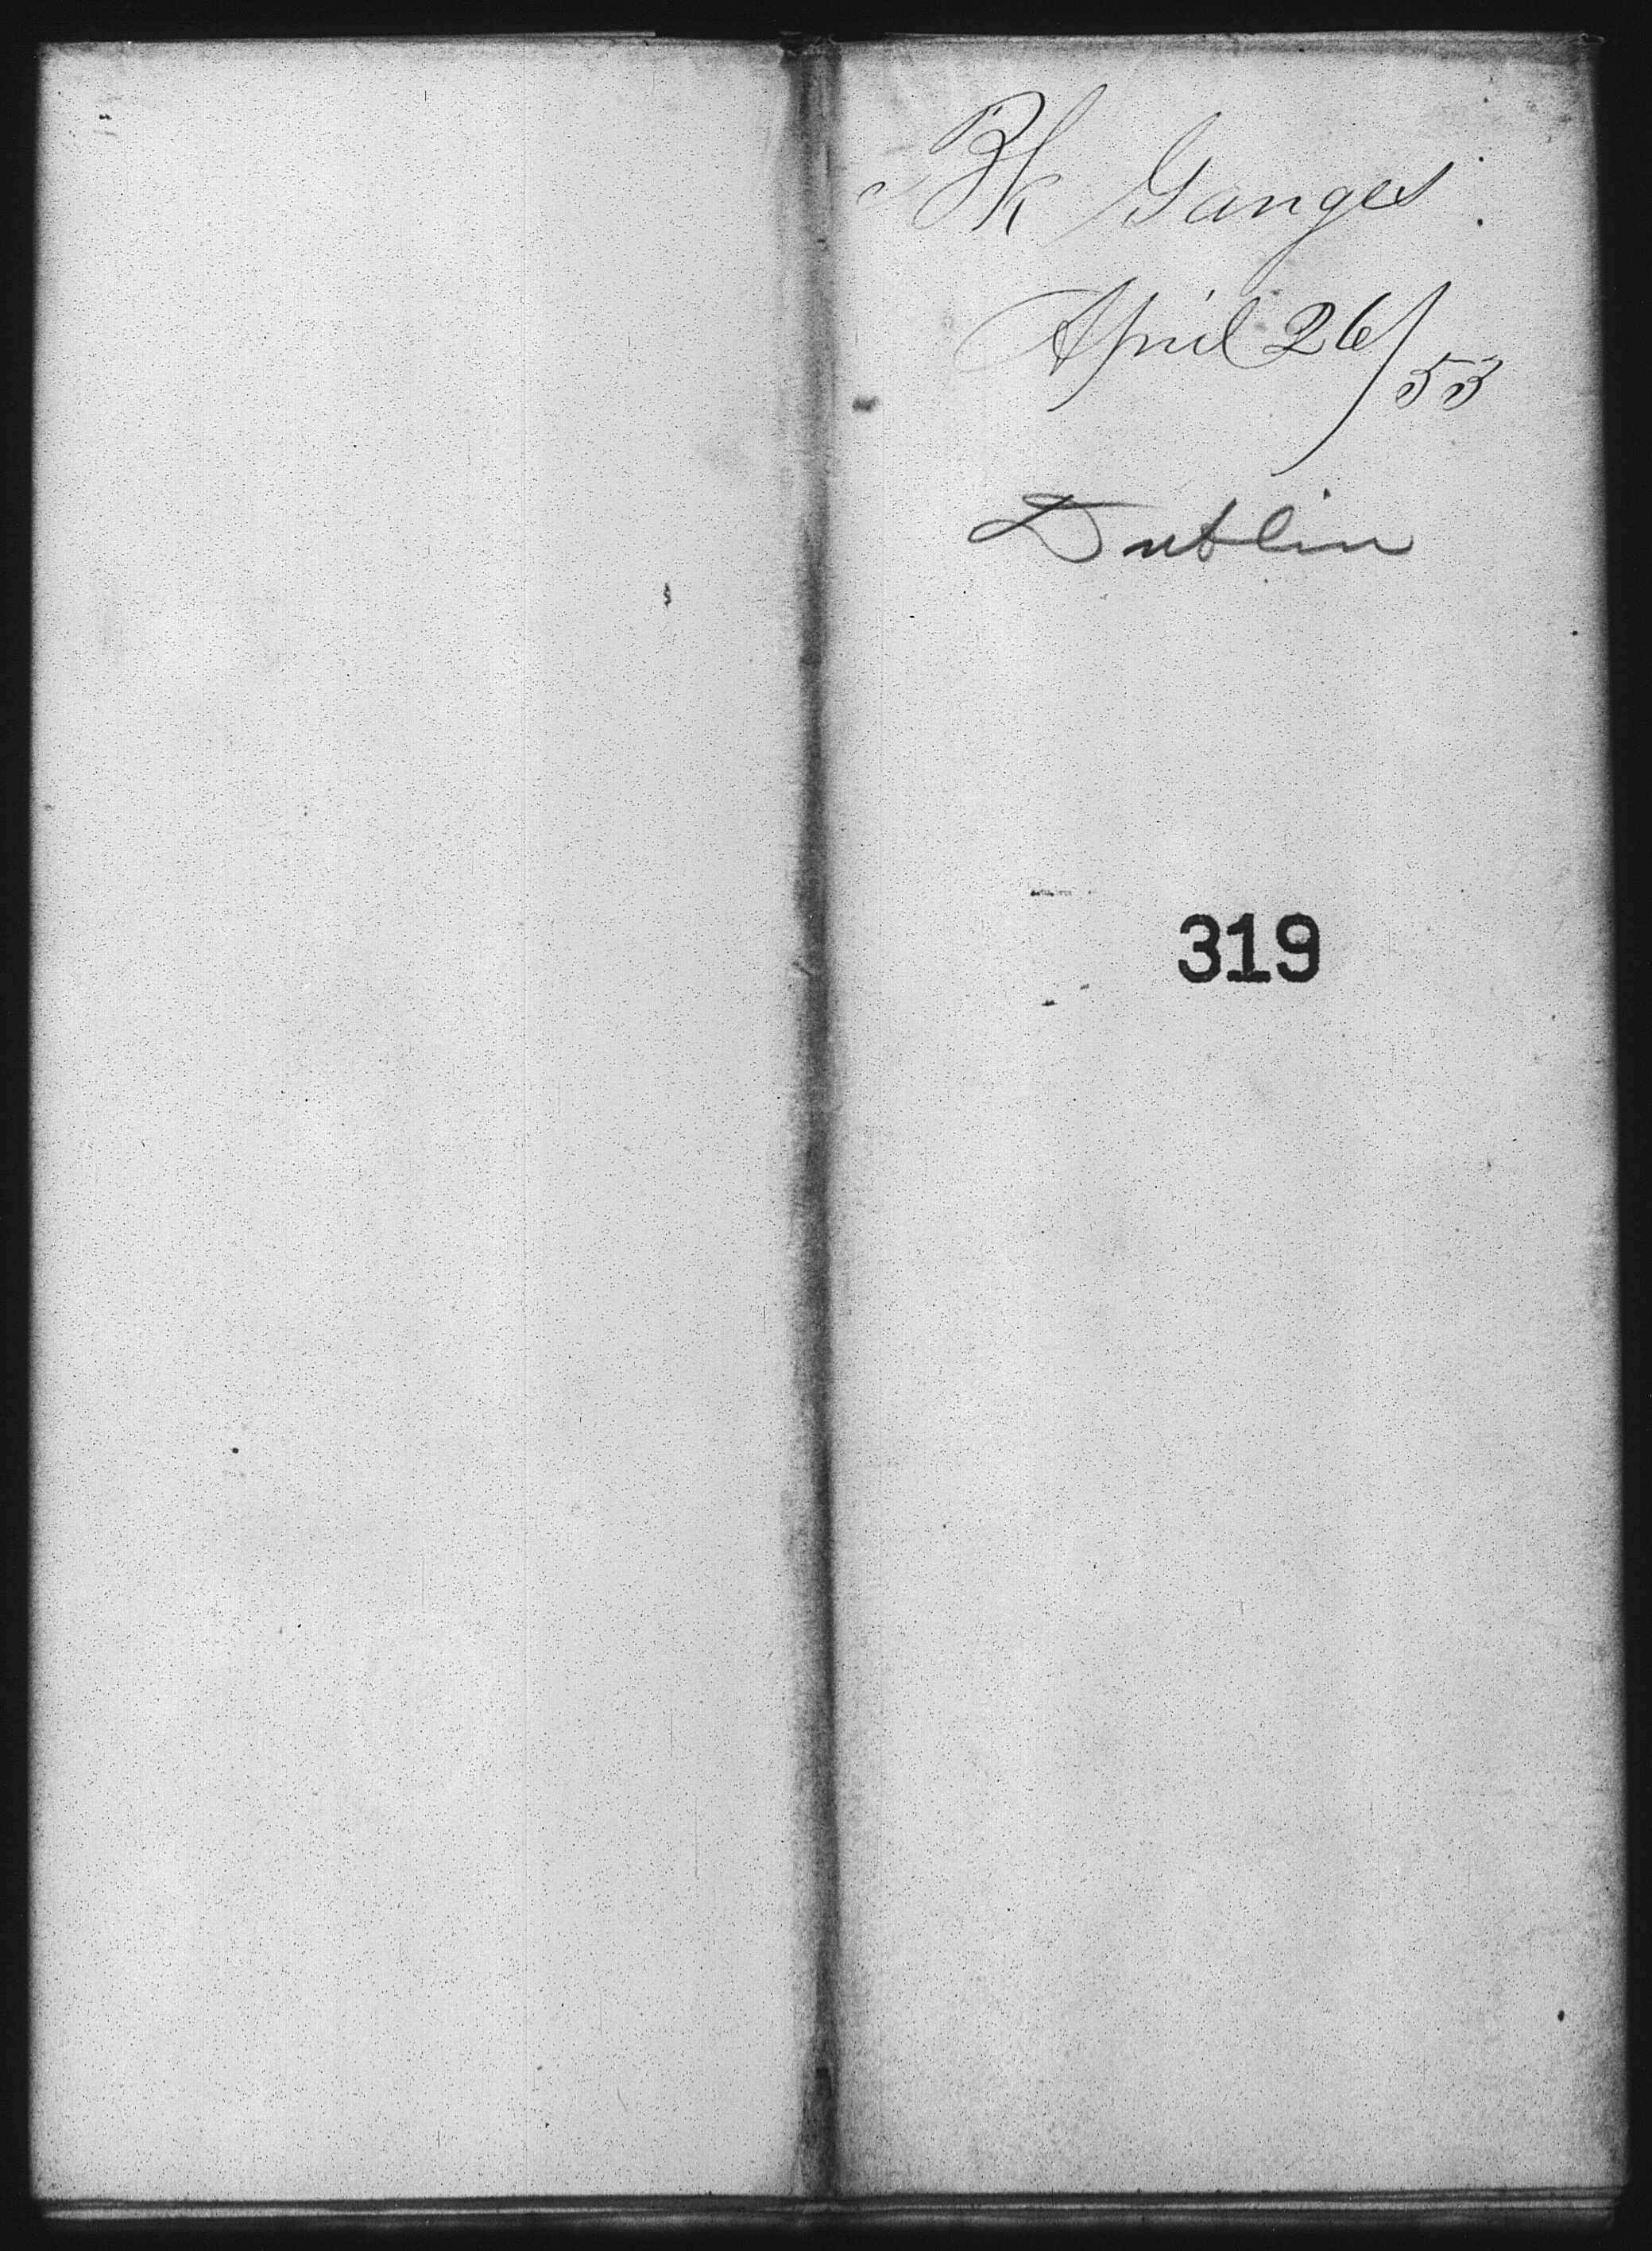 Bk Ganges.
April 26/53
Dublin
319